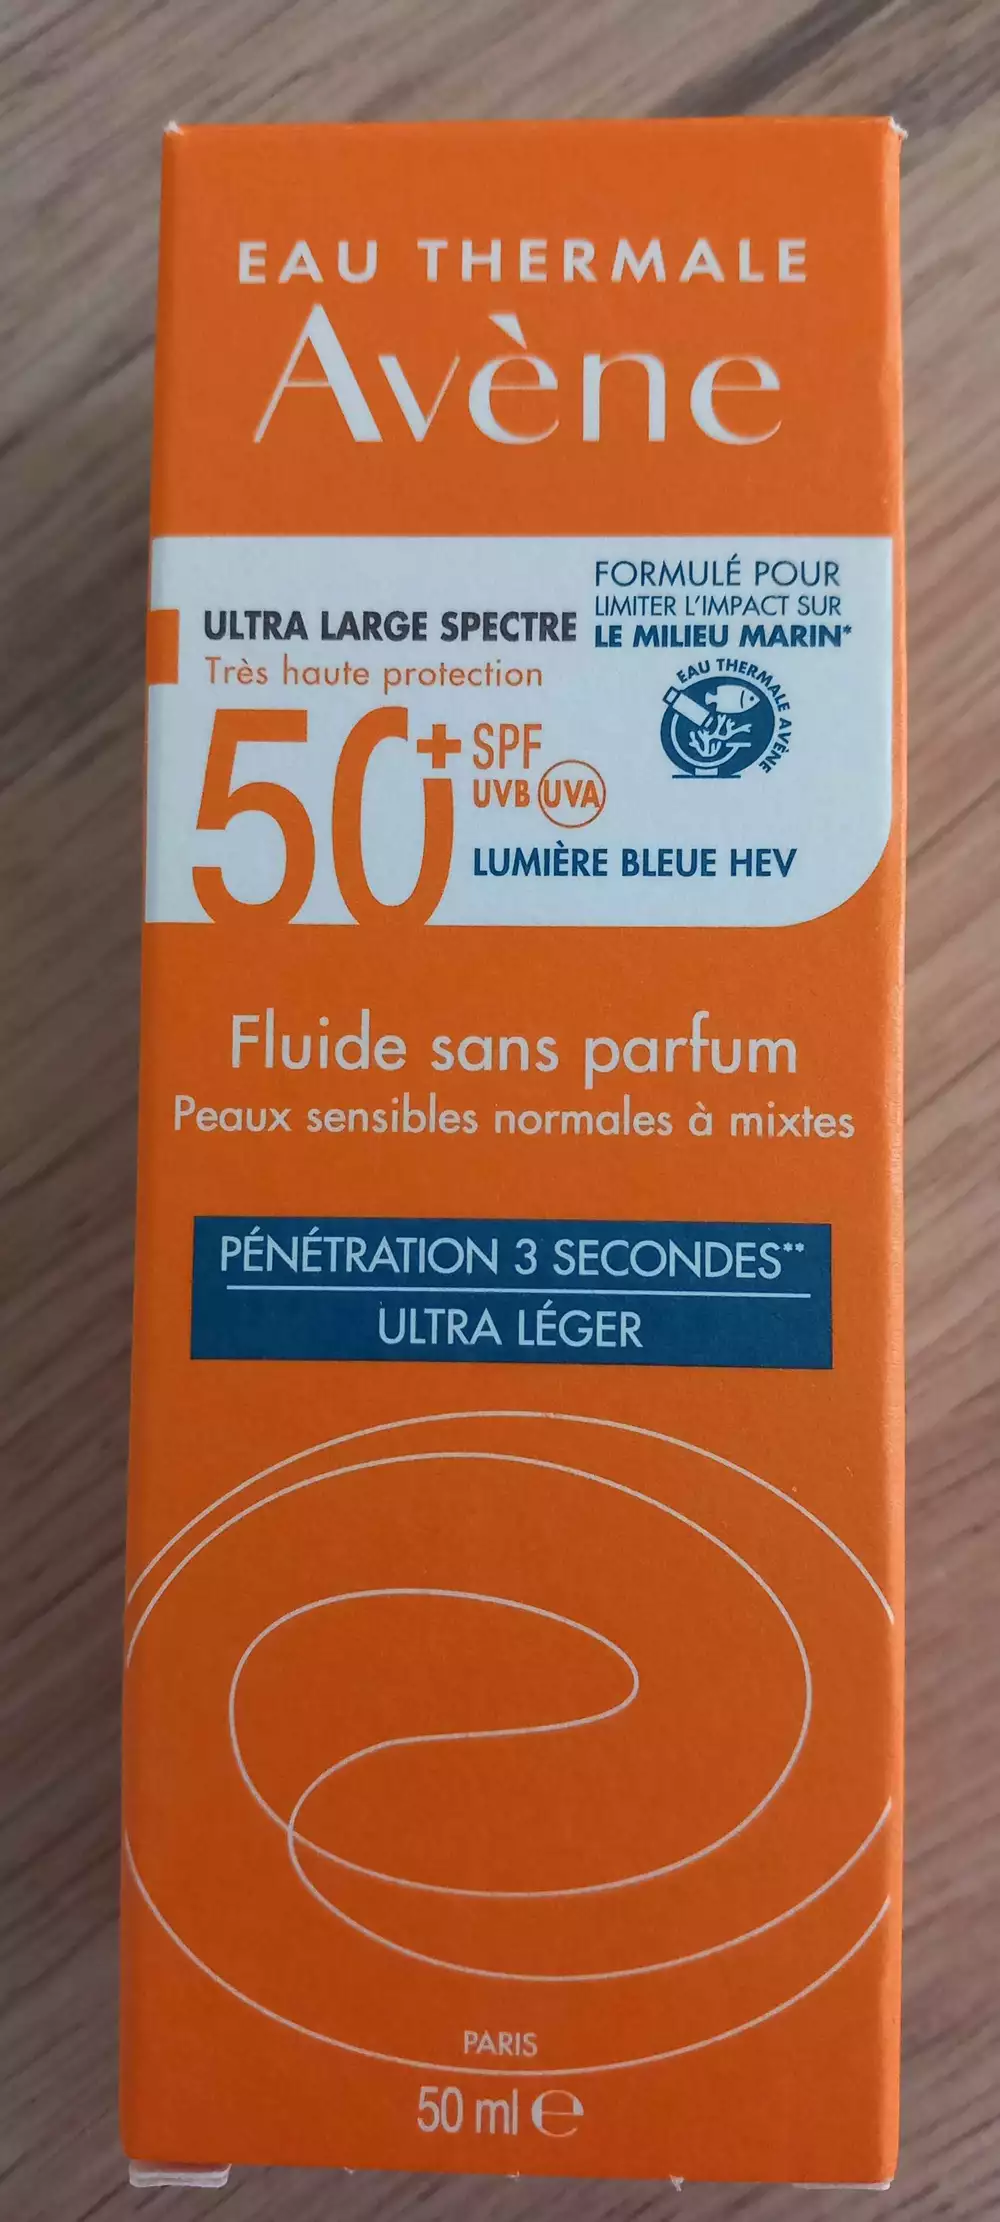 EAU THERMALE
Avène
ULTRA LARGE SPECTRE
Très haute protection
50+ SPF
UVB UVA
LUMIÈRE BLEUE HEV
FORMULÉ POUR
LIMITER L'IMPACT SUR
LE MILIEU MARIN*
EAU THERMALE AVÈNE
Fluide sans parfum
Peaux sensibles normales à mixtes
PÉNÉTRATION 3 SECONDES**
ULTRA LÉGER
PARIS
50 ml e